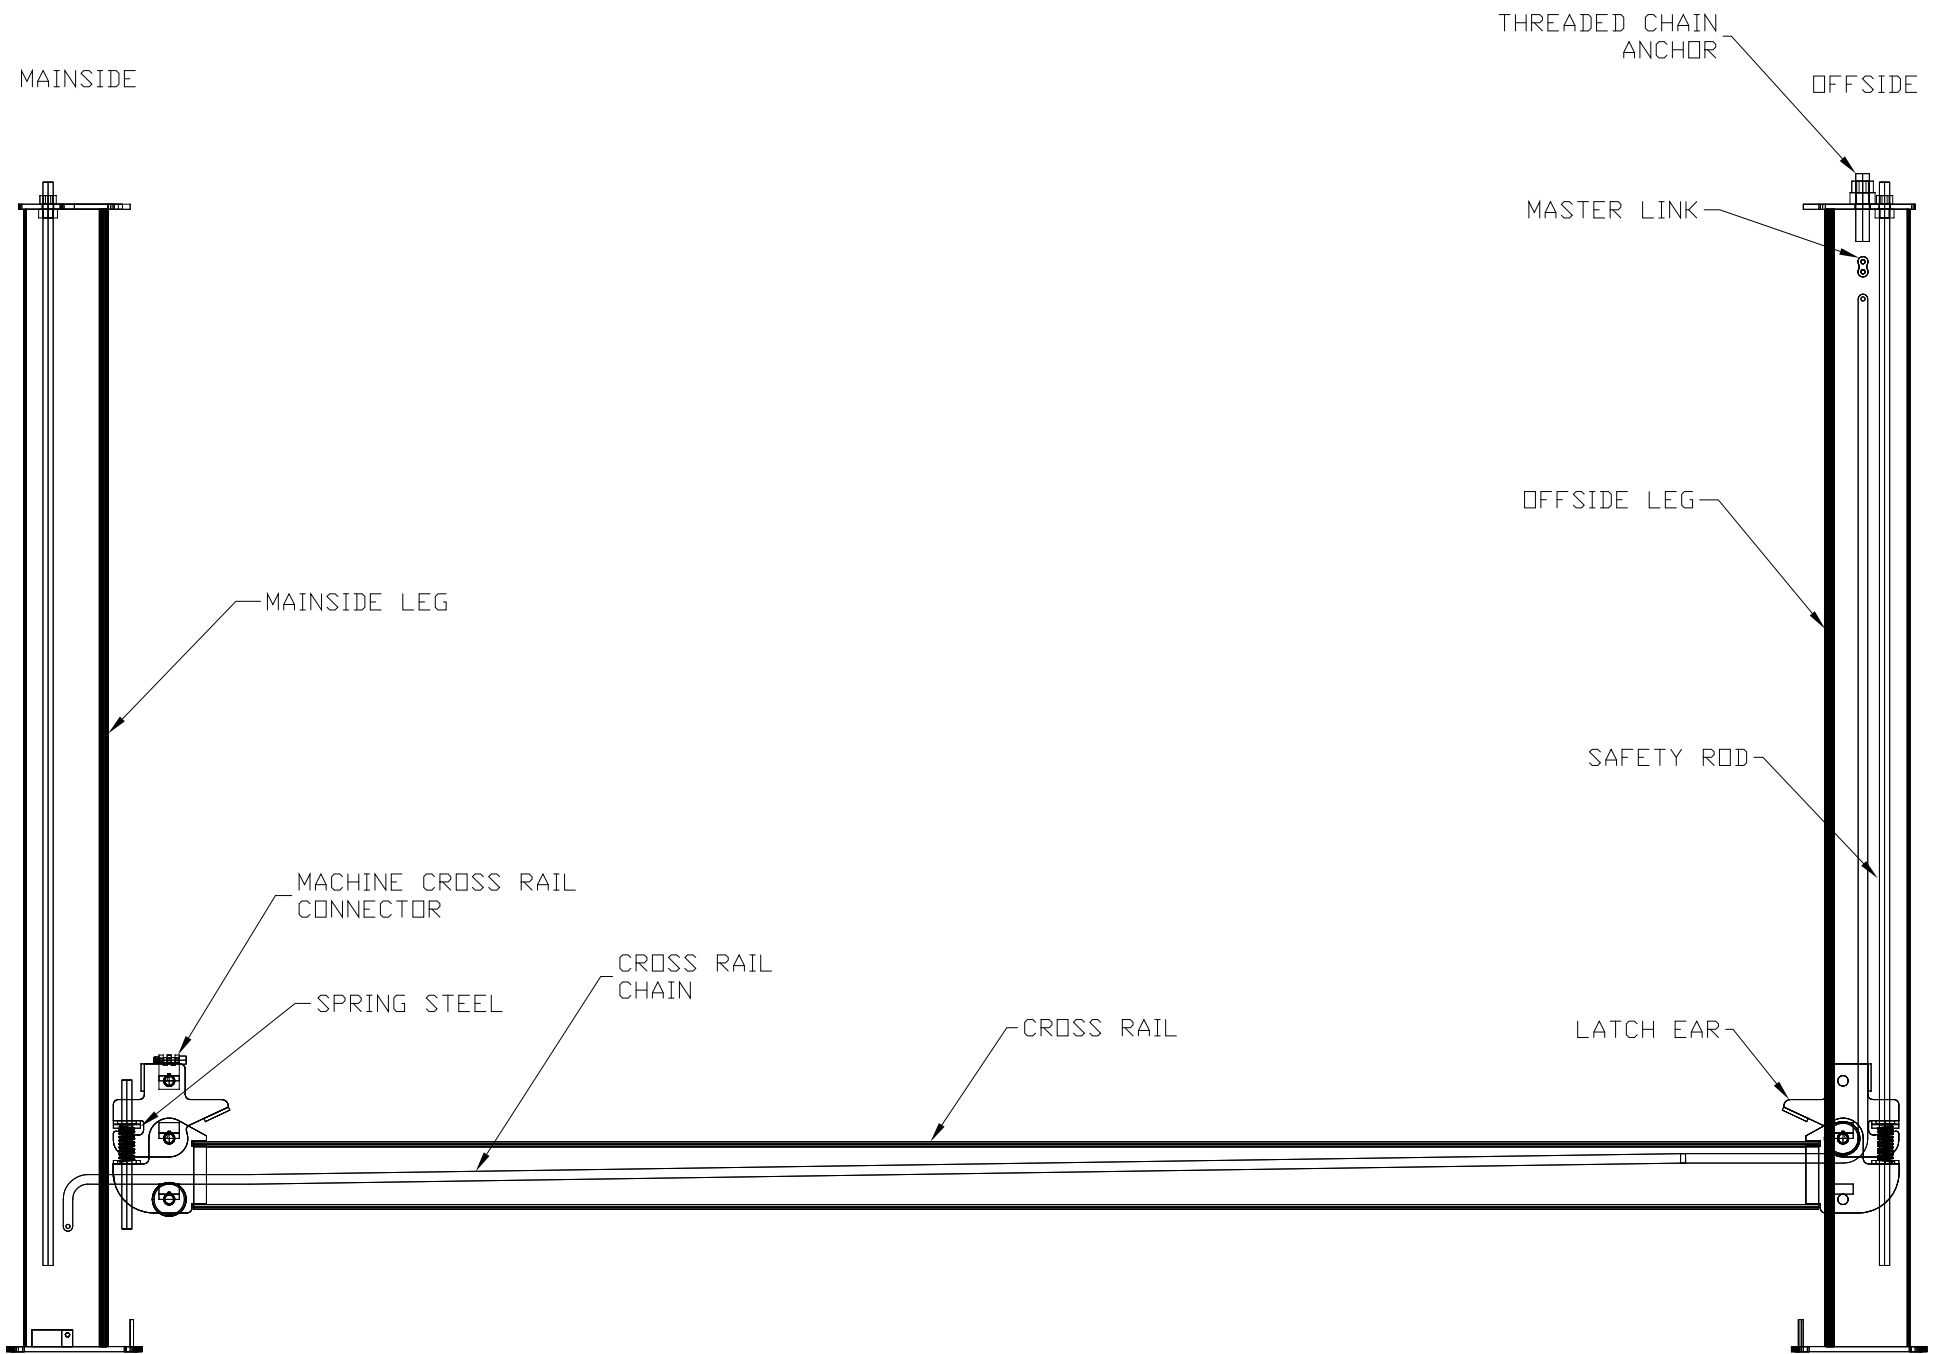 THREADED CHAIN
ANCHOR
MAINSIDE
OFFSIDE
MASTER LINK
OFFSIDE LEG
MAINSIDE LEG
SAFETY ROD
MACHINE CROSS RAIL
CONNECTOR
CROSS RAIL
CHAIN
SPRING STEEL
CROSS RAIL
LATCH EAR